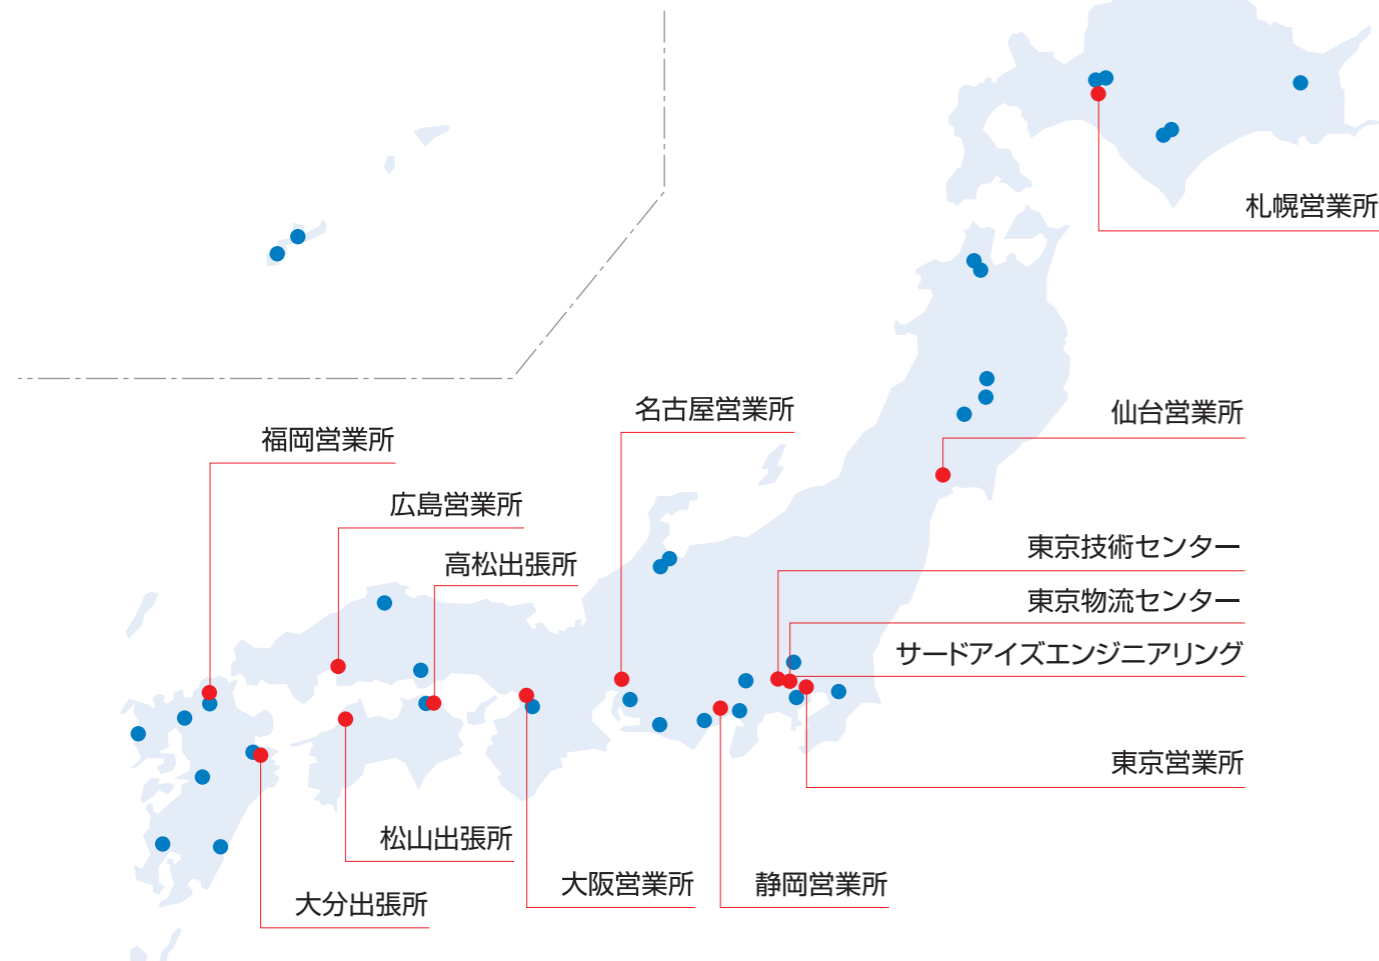 札幌営業所
名古屋営業所
仙台営業所
福岡営業所
広島営業所
高松出張所
東京技術センター
東京物流センター
サードアイズエンジニアリング
東京営業所
松山出張所
大阪営業所
静岡営業所
大分出張所